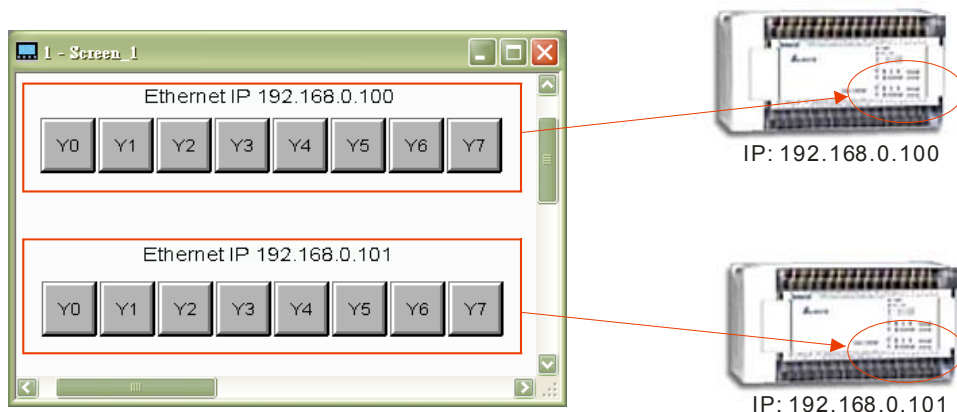 1 - Screen_1
Ethernet IP 192.168.0.100
Y0 Y1 Y2 Y3 Y4 Y5 Y6 Y7
IP: 192.168.0.100
Ethernet IP 192.168.0.101
Y0 Y1 Y2 Y3 Y4 Y5 Y6 Y7
IP: 192.168.0.101